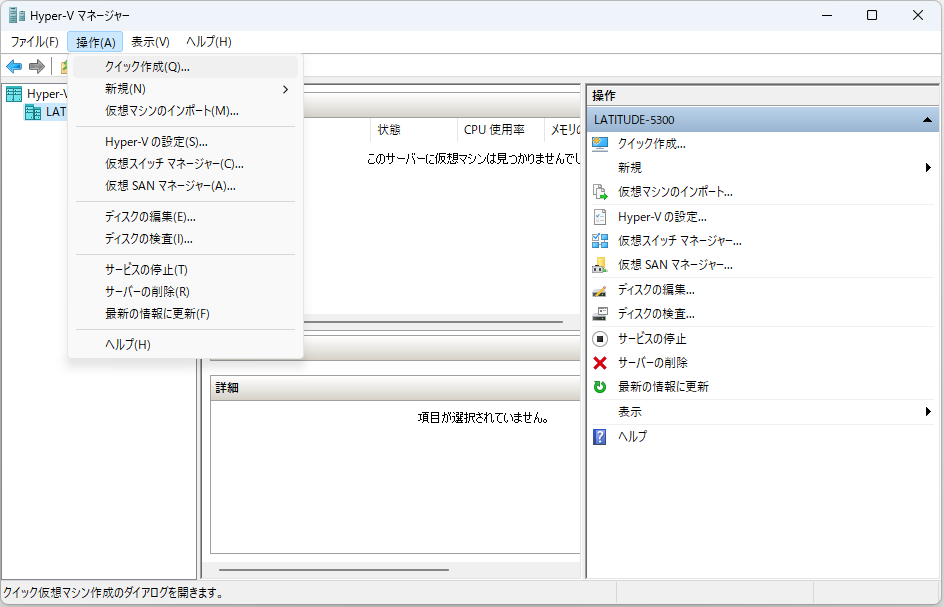 Hyper-V マネージャー
ファイル(F) 操作(A) 表示(V) ヘルプ(H)
クイック作成(Q)...
新規(N)
仮想マシンのインポート(M)...
Hyper-V の設定(S)...
仮想スイッチ マネージャー(C)...
仮想 SAN マネージャー(A)...
ディスクの編集(E)...
ディスクの検査(I)...
サービスの停止(T)
サーバーの削除(R)
最新の情報に更新(F)
ヘルプ(H)
Hyper-V
LAT
状態 CPU 使用率 メモリの
このサーバーに仮想マシンは見つかりませんでし
詳細
項目が選択されていません。
操作
LATITUDE-5300
クイック作成...
新規
仮想マシンのインポート...
Hyper-V の設定...
仮想スイッチ マネージャー...
仮想 SAN マネージャー...
ディスクの編集...
ディスクの検査...
サービスの停止
サーバーの削除
最新の情報に更新
表示
ヘルプ
クイック仮想マシン作成のダイアログを開きます。